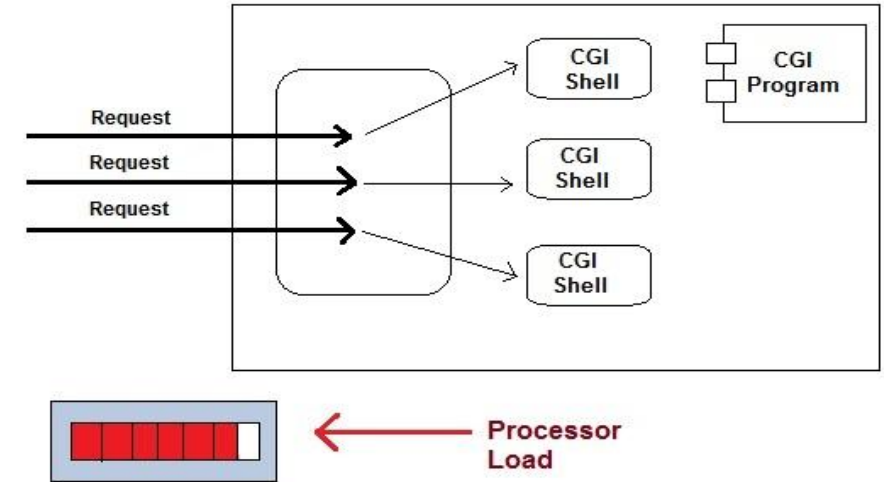 Request
Request
Request
CGI
Shell
CGI
Shell
CGI
Shell
CGI
Program
Processor
Load